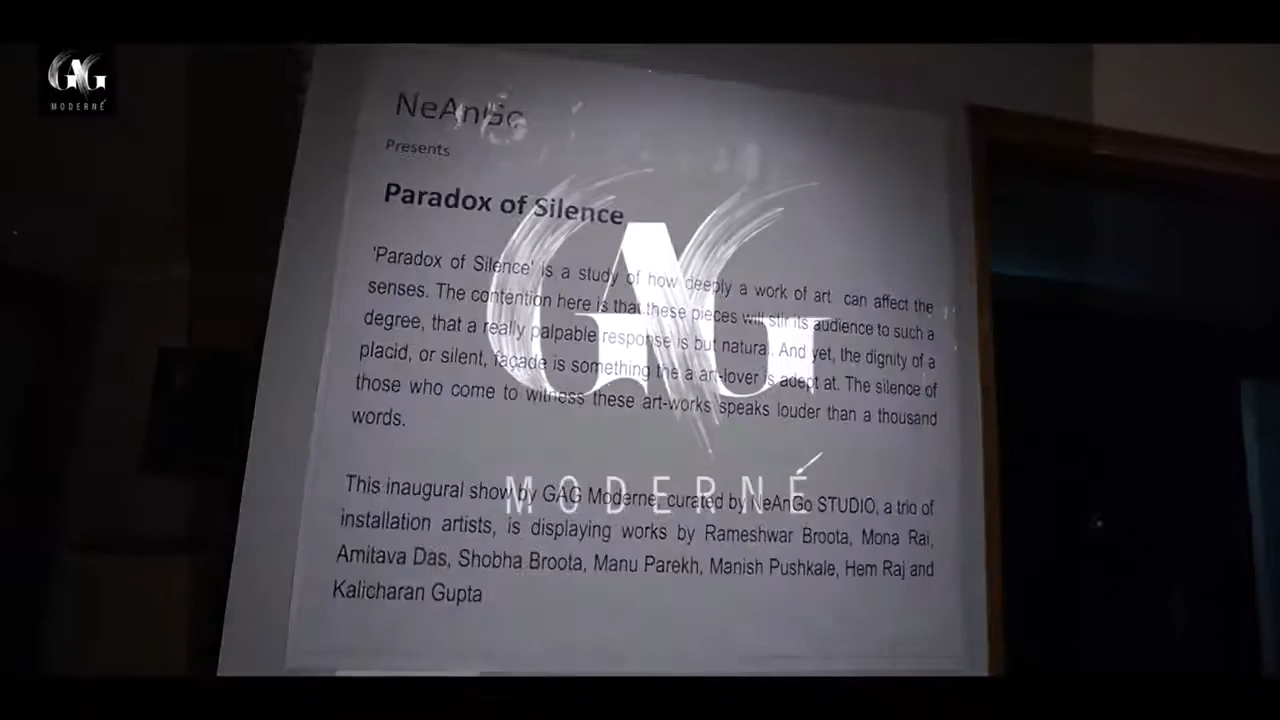 GAG
MODERNÉ
NeAnGo
Presents
Paradox of Silence
'Paradox of Silence' is a study of how deeply a work of art can affect the
senses. The contention here is that these pieces will stir its audience to such a
degree, that a really palpable response is but natural. And yet, the dignity of a
placid, or silent, façade is something the a art-lover is adept at. The silence of
those who come to witness these art-works speaks louder than a thousand
words.
This inaugural show by GAG Moderne, curated by NeAnGo STUDIO, a trio of
installation artists, is displaying works by Rameshwar Broota, Mona Rai,
Amitava Das, Shobha Broota, Manu Parekh, Manish Pushkale, Hem Raj and
Kalicharan Gupta
GAG
MODERNÉ